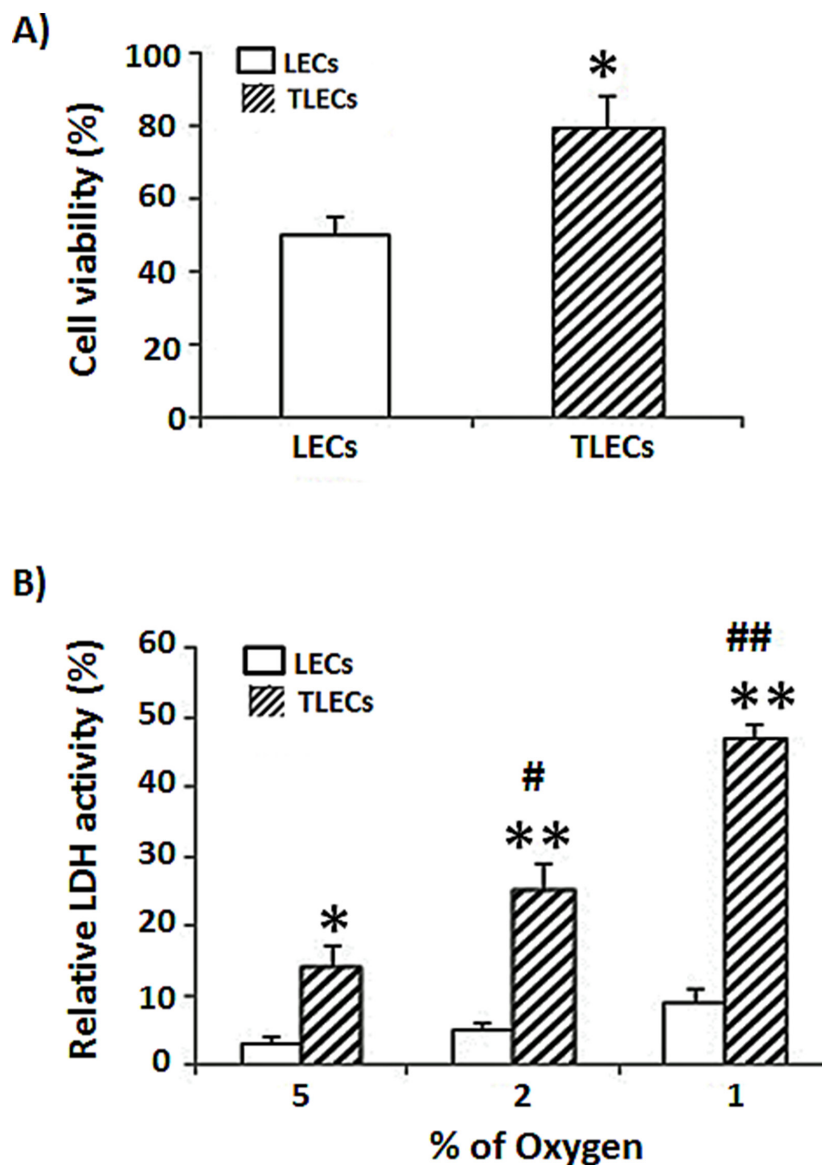 A)
Cell viability (%)
100
80
60
40
20
0
LECs
TLECs
*
LECs
TLECs
B)
Relative LDH activity (%)
60
50
40
30
20
10
0
LECs
TLECs
*
#
**
##
**
5
2
1
% of Oxygen